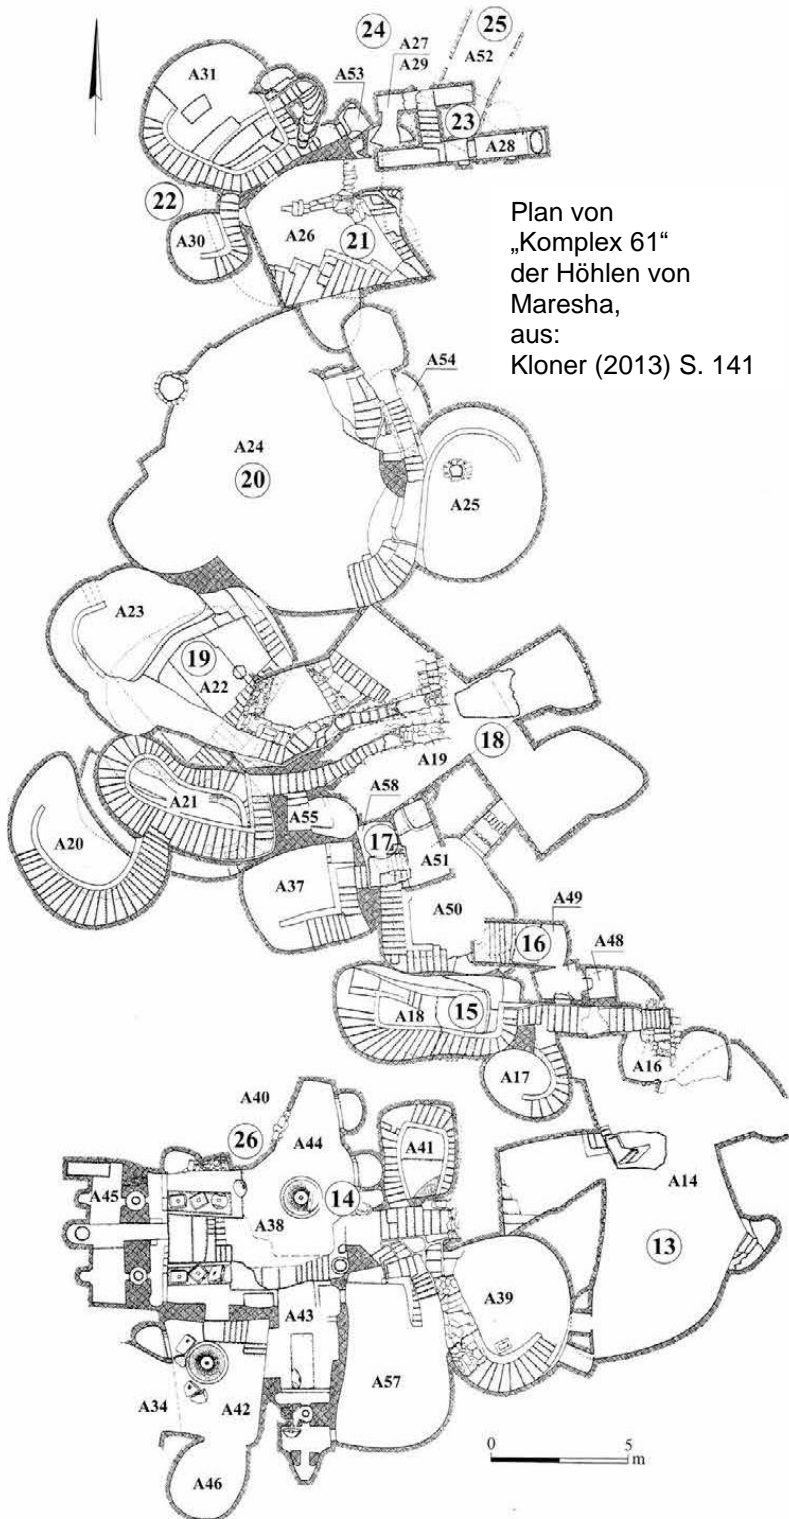 24
25
A27
A29
A52
A31
A53
23
A28
22
A30
A26
21
Plan von
„Komplex 61“
der Höhlen von
Maresha,
aus:
Kloner (2013) S. 141
A54
A24
20
A25
A23
19
A22
18
A19
A21
A58
A55
17
A20
A51
A37
A49
A50
16
A48
A18
15
A16
A17
A40
26
A44
A41
A14
A45
14
A38
13
A39
A43
A57
A34
A42
0 5
m
A46